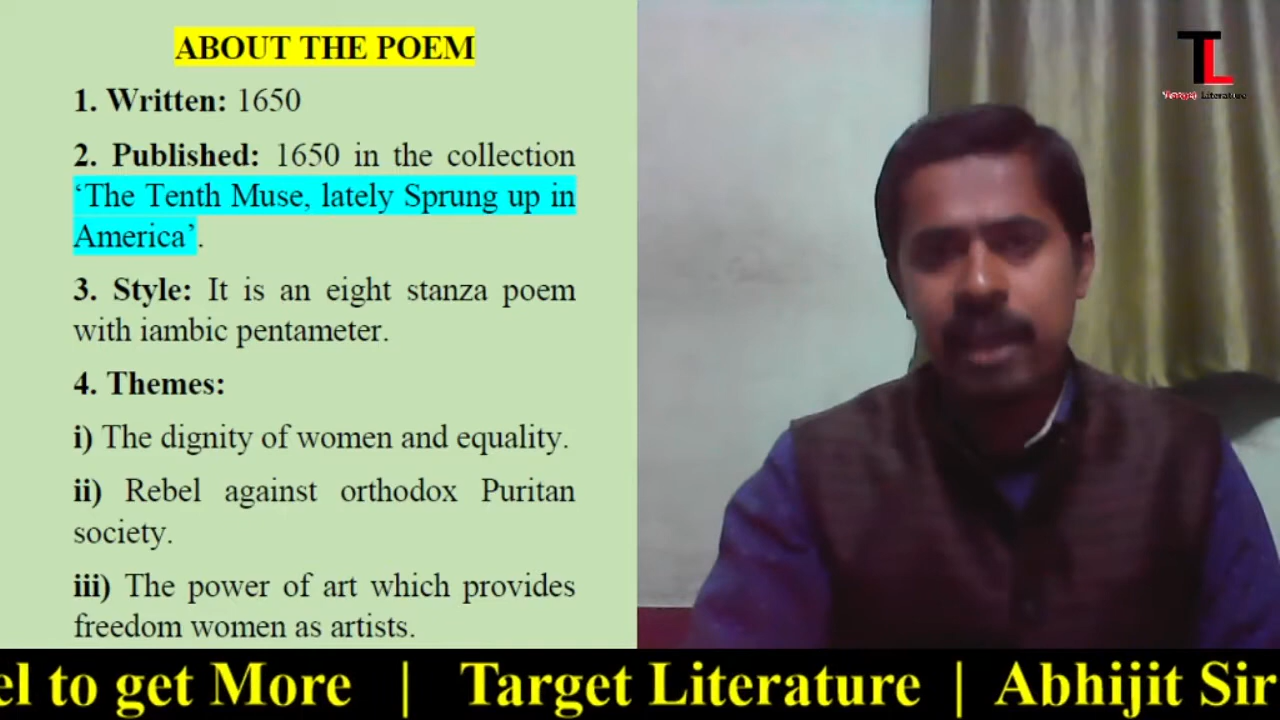 ABOUT THE POEM
1. Written: 1650
2. Published: 1650 in the collection
‘The Tenth Muse, lately Sprung up in
America’.
3. Style: It is an eight stanza poem
with iambic pentameter.
4. Themes:
i) The dignity of women and equality.
ii) Rebel against orthodox Puritan
society.
iii) The power of art which provides
freedom women as artists.
TL
Target Literature
el to get More | Target Literature | Abhijit Sir